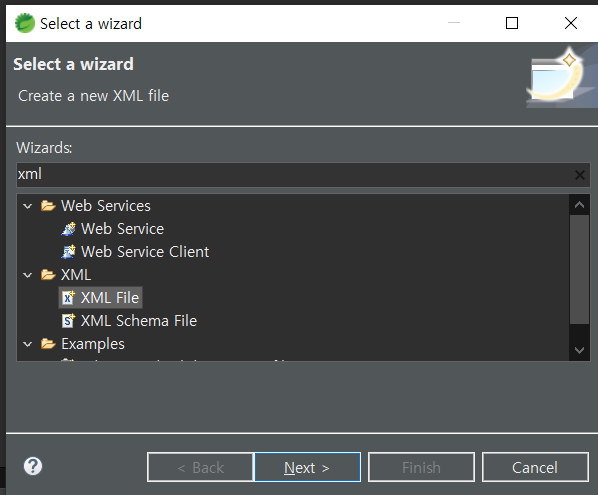 Select a wizard
Select a wizard
Create a new XML file
Wizards:
xml
Web Services
Web Service
Web Service Client
XML
XML File
XML Schema File
Examples
< Back
Next >
Finish
Cancel